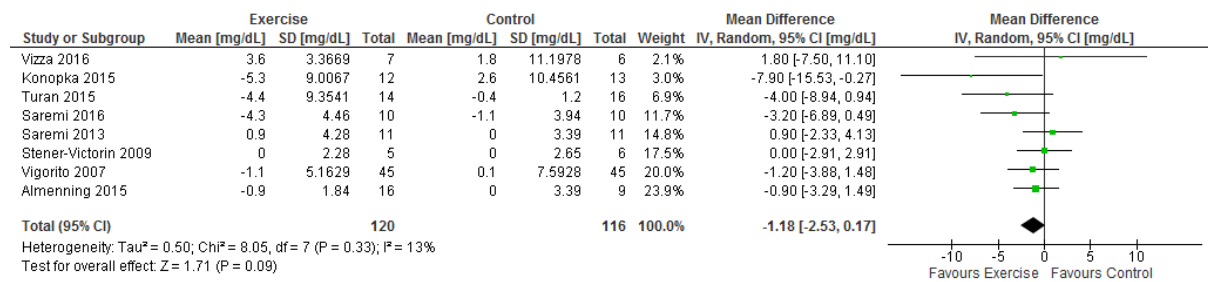 Exercise Control Mean Difference Mean Difference
Study or Subgroup Mean [mg/dL] SD [mg/dL] Total Mean [mg/dL] SD [mg/dL] Total Weight IV, Random, 95% CI [mg/dL] IV, Random, 95% CI [mg/dL]
Vizza 2016 3.6 3.3669 7 1.8 11.1978 6 2.1% 1.80 [-7.50, 11.10]
Konopka 2015 -5.3 9.0067 12 2.6 10.4561 13 3.0% -7.90 [-15.53, -0.27]
Turan 2015 -4.4 9.3541 14 -0.4 1.2 16 6.9% -4.00 [-8.94, 0.94]
Saremi 2016 -4.3 4.46 10 -1.1 3.94 10 11.7% -3.20 [-6.89, 0.49]
Saremi 2013 0.9 4.28 11 0 3.39 11 14.8% 0.90 [-2.33, 4.13]
Stener-Victorin 2009 0 2.28 5 0 2.65 6 17.5% 0.00 [-2.91, 2.91]
Vigorito 2007 -1.1 5.1629 45 0.1 7.5928 45 20.0% -1.20 [-3.88, 1.48]
Almenning 2015 -0.9 1.84 16 0 3.39 9 23.9% -0.90 [-3.29, 1.49]
Total (95% CI) 120 116 100.0% -1.18 [-2.53, 0.17]
Heterogeneity: Tau² = 0.50; Chi² = 8.05, df = 7 (P = 0.33); I² = 13%
Test for overall effect: Z = 1.71 (P = 0.09)
-10 -5 0 5 10
Favours Exercise Favours Control